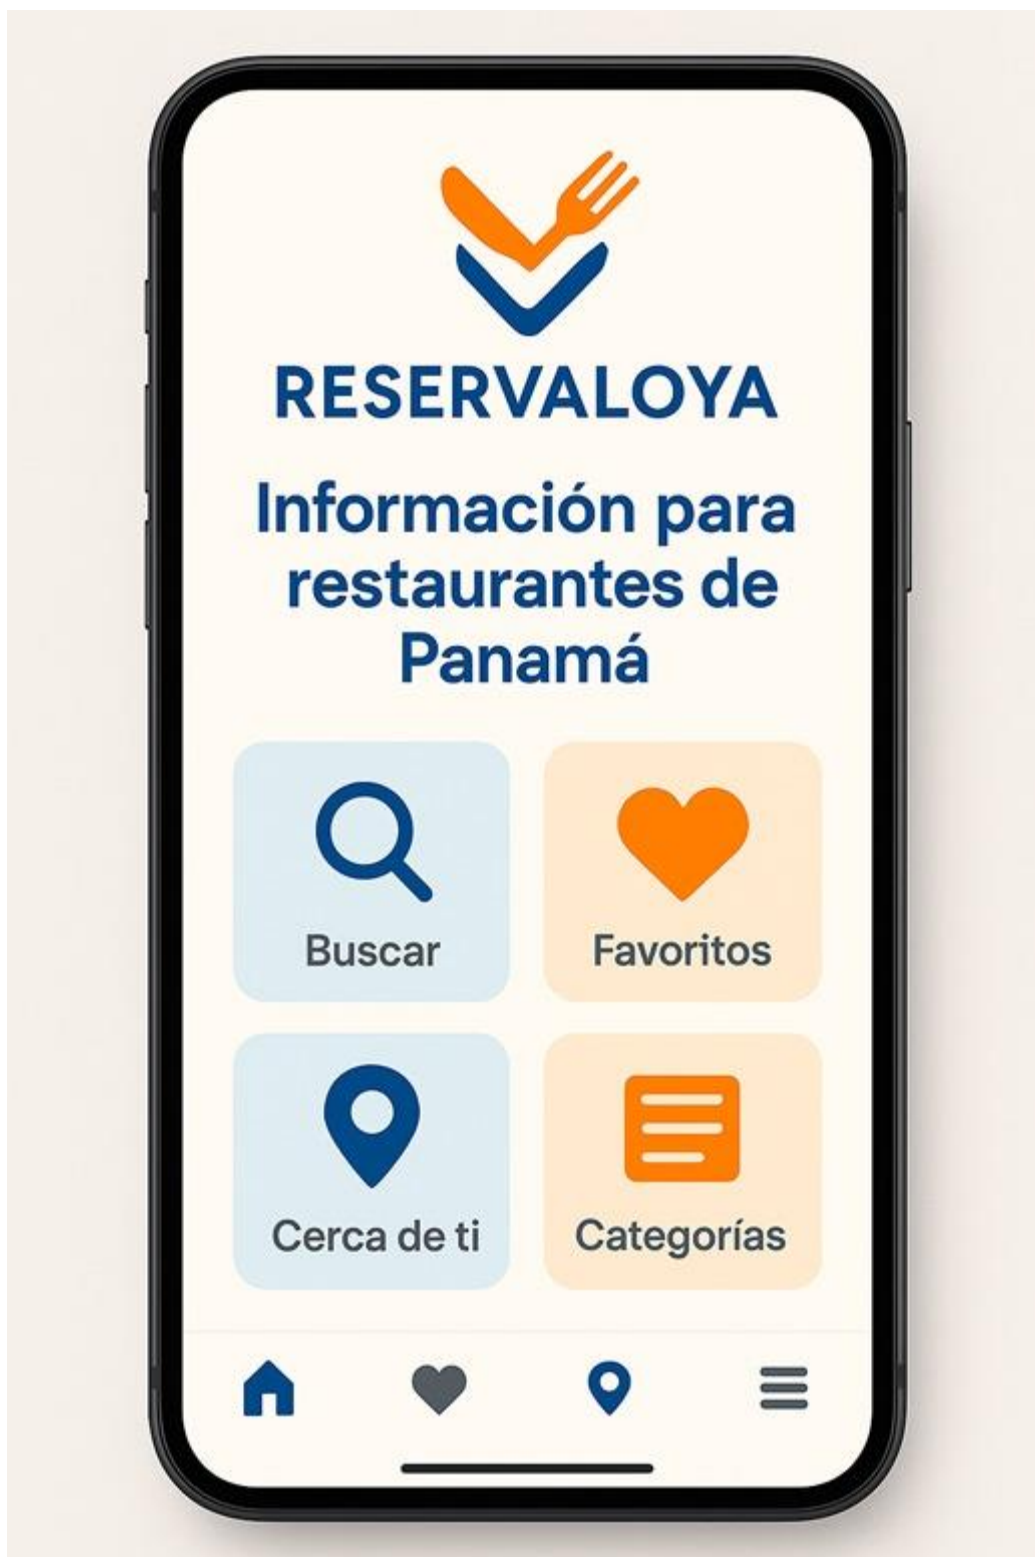 RESERVALOYA
Información para
restaurantes de
Panamá
Buscar
Favoritos
Cerca de ti
Categorías